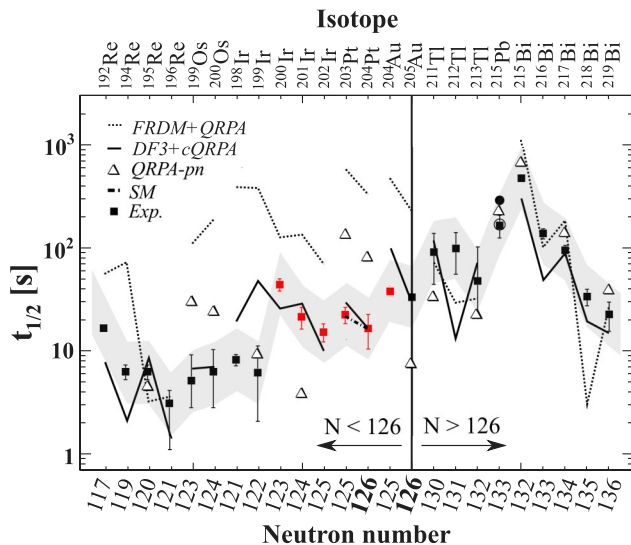 Isotope
¹⁹²Re ¹⁹⁴Re ¹⁹⁵Re ¹⁹⁶Re ¹⁹⁹Os ²⁰⁰Os ¹⁹⁸Ir ¹⁹⁹Ir ²⁰⁰Ir ²⁰¹Ir ²⁰²Ir ²⁰³Pt ²⁰⁴Pt ²⁰⁴Au ²⁰⁵Au ²¹¹Tl ²¹²Tl ²¹³Tl ²¹⁵Pb ²¹⁵Bi ²¹⁶Bi ²¹⁷Bi ²¹⁸Bi ²¹⁹Bi
FRDM+QRPA
DF3+cQRPA
QRPA-pn
SM
Exp.
10³
10²
10
1
t₁/₂ [s]
N < 126 N > 126
117 119 120 121 123 124 121 122 123 124 125 125 126 125 126 130 131 132 133 132 133 134 135 136
Neutron number